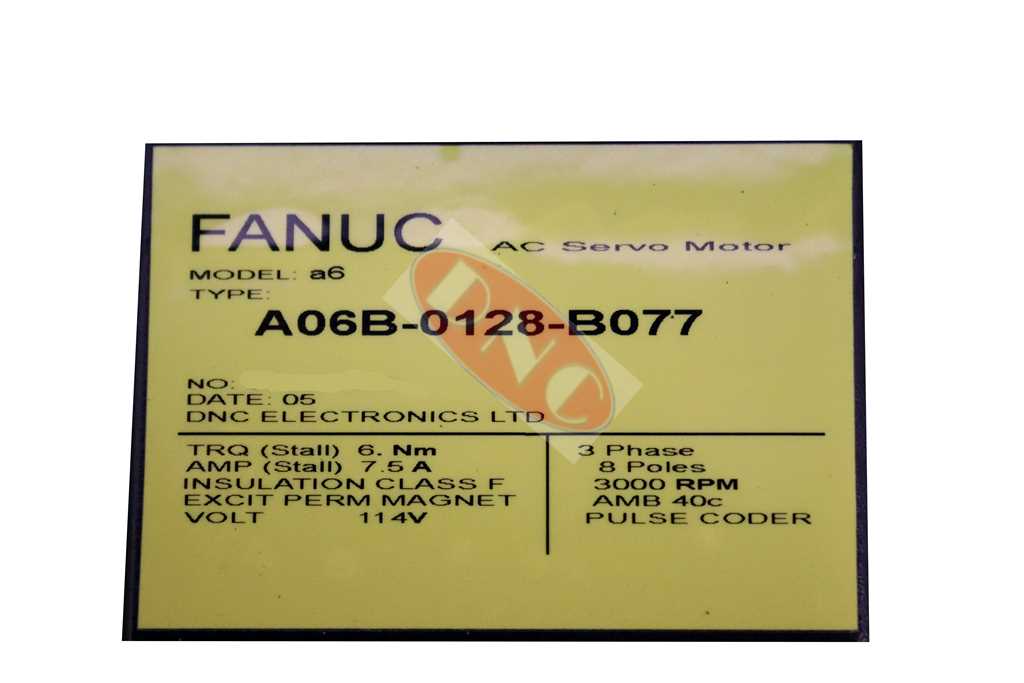 FANUC AC Servo Motor
MODEL: a6
TYPE:
A06B-0128-B077
DNC
NO:
DATE: 05
DNC ELECTRONICS LTD
TRQ (Stall) 6. Nm
AMP (Stall) 7.5 A
INSULATION CLASS F
EXCIT PERM MAGNET
VOLT 114V
3 Phase
8 Poles
3000 RPM
AMB 40c
PULSE CODER